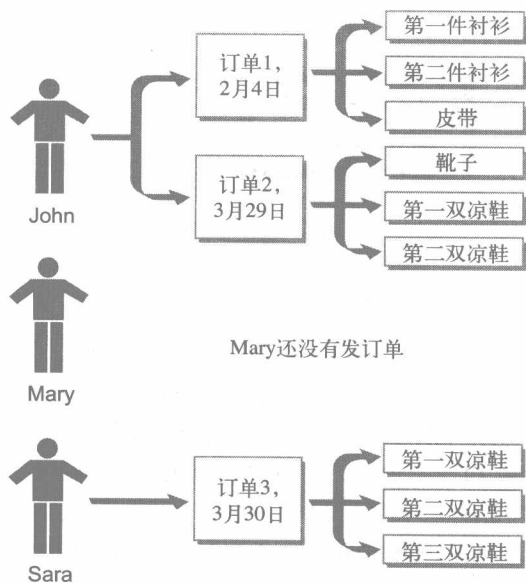 第一件衬衫
订单1,
2月4日
第二件衬衫
皮带
John
订单2,
3月29日
靴子
第一双凉鞋
第二双凉鞋
Mary还没有发订单
Mary
订单3,
3月30日
第一双凉鞋
第二双凉鞋
第三双凉鞋
Sara